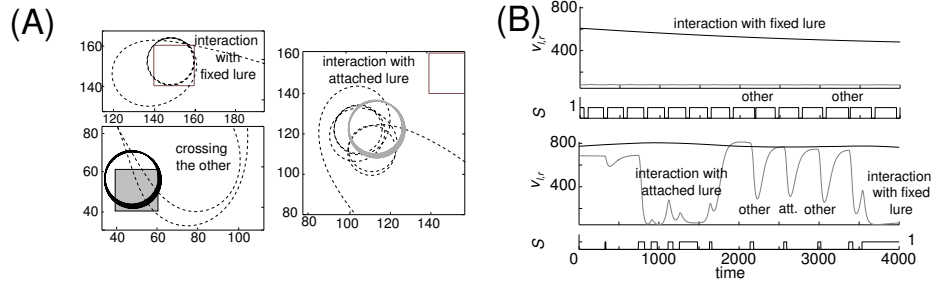 (A)
160
140
120 140 160 180
interaction
with
fixed lure
80
60
40
40 60 80 100
crossing
the other
160
140
120
100
80
80 100 120 140
interaction with
attached lure
(B)
800
400
v_{l,r}
interaction with fixed lure
other other
S
1
800
400
v_{l,r}
interaction with
attached lure
other att. other
interaction
with fixed
lure
S
1
0 1000 2000 3000 4000
time